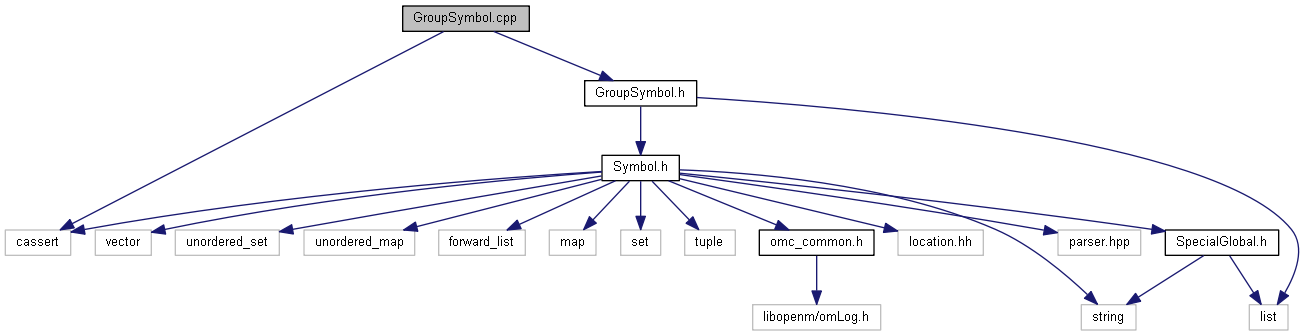 GroupSymbol.cpp
GroupSymbol.h
Symbol.h
cassert
vector
unordered_set
unordered_map
forward_list
map
set
tuple
omc_common.h
location.hh
parser.hpp
SpecialGlobal.h
libopenm/omLog.h
string
list